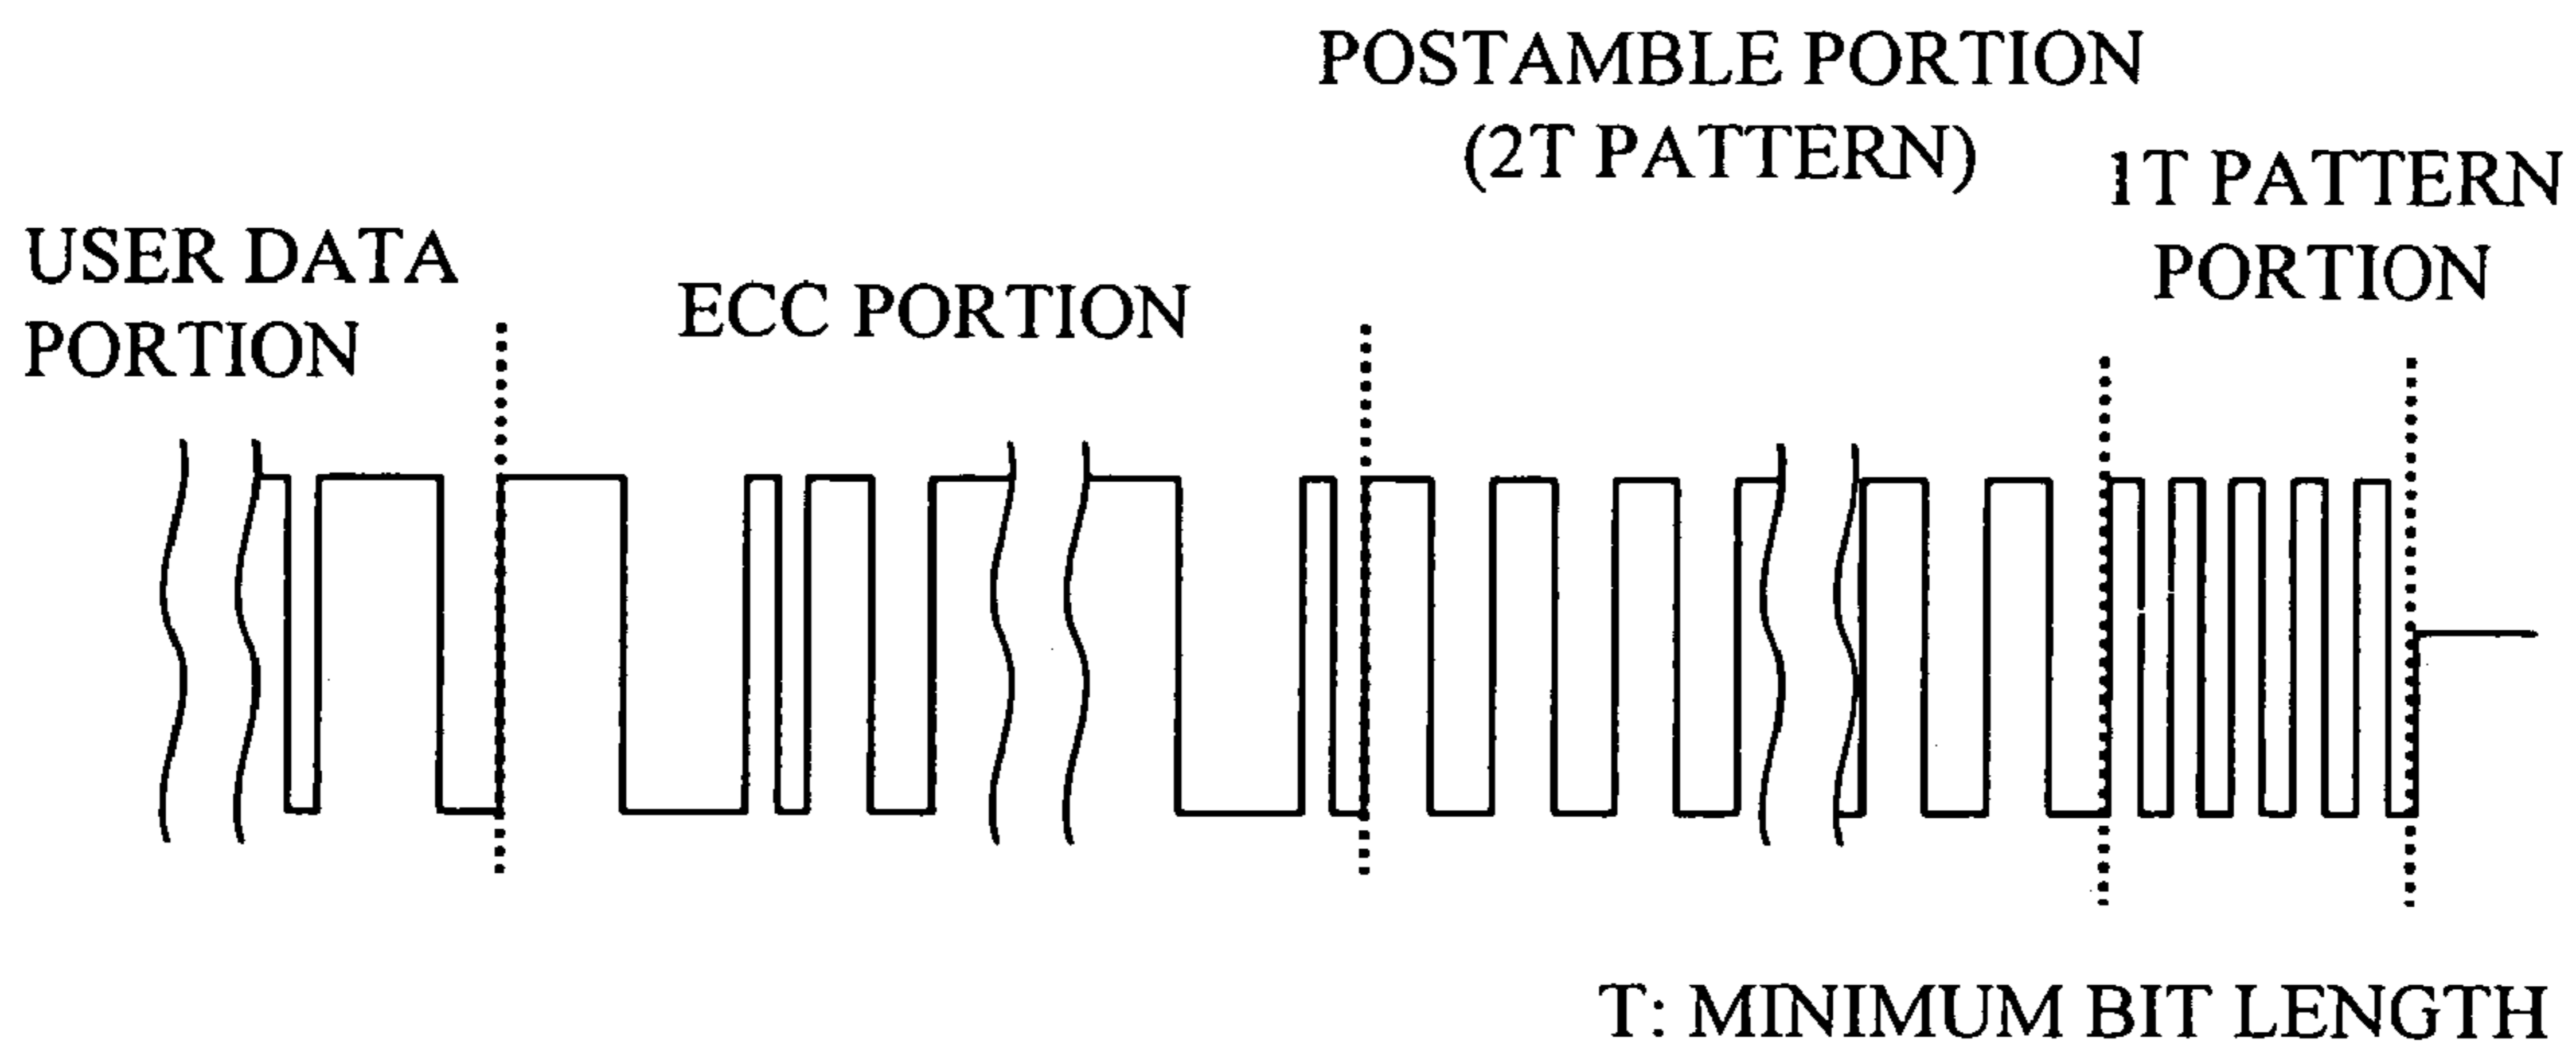 USER DATA
PORTION
ECC PORTION
POSTAMBLE PORTION
(2T PATTERN)
1T PATTERN
PORTION
T: MINIMUM BIT LENGTH